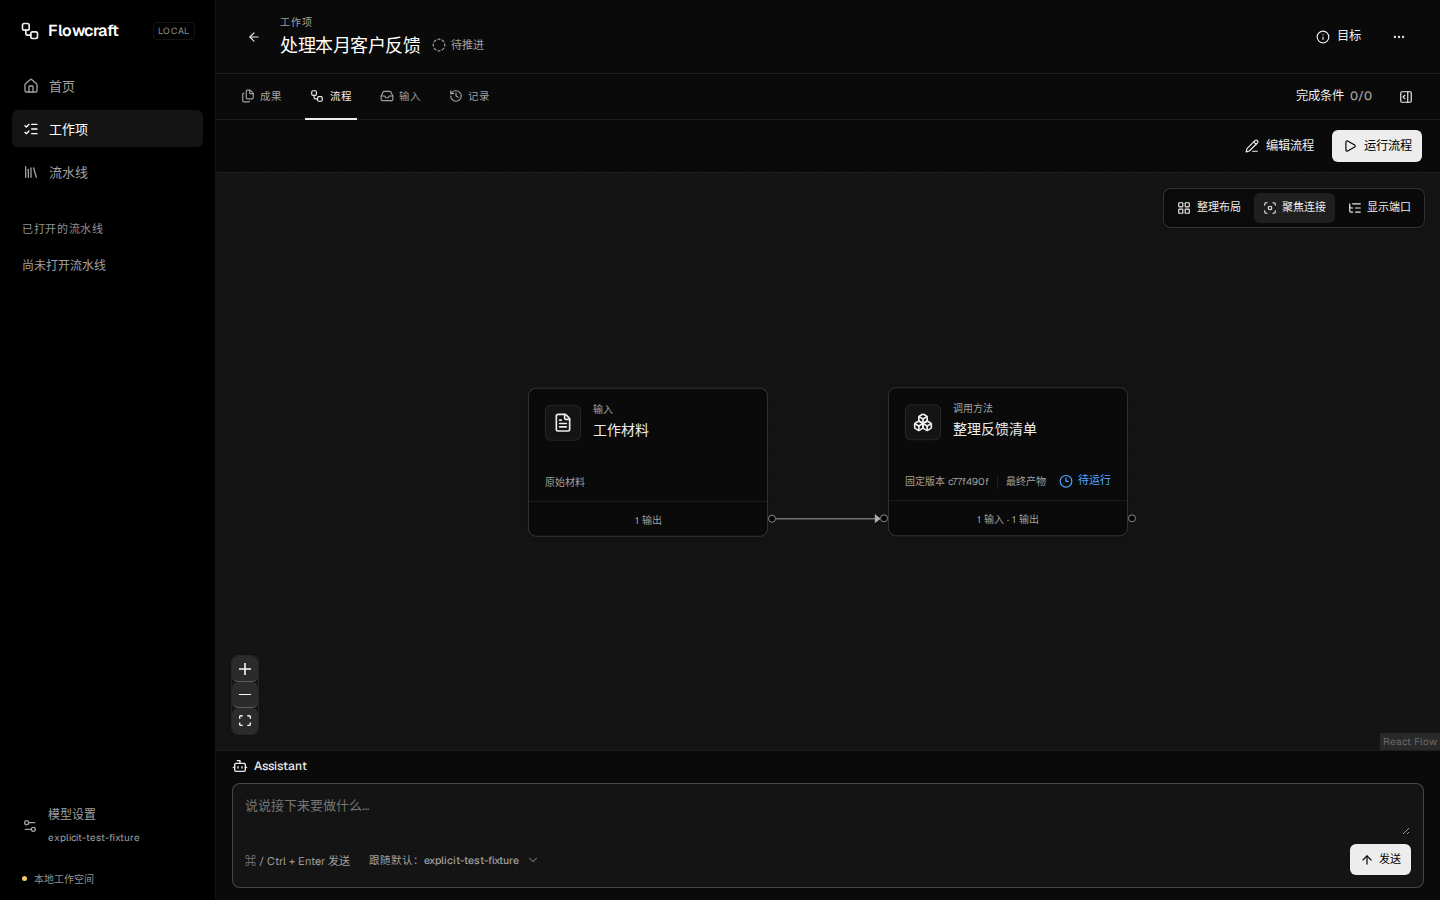 Flowcraft
LOCAL
首页
工作项
流水线
已打开的流水线
尚未打开流水线
模型设置
explicit-test-fixture
本地工作空间
工作项
处理本月客户反馈
待推进
目标
成果
流程
输入
记录
完成条件 0/0
编辑流程
运行流程
整理布局
聚焦连接
显示端口
输入
工作材料
原始材料
1 输出
调用方法
整理反馈清单
固定版本 c77f490f
最终产物
待运行
1 输入 · 1 输出
React Flow
Assistant
说说接下来要做什么...
⌘ / Ctrl + Enter 发送
跟随默认：explicit-test-fixture
发送